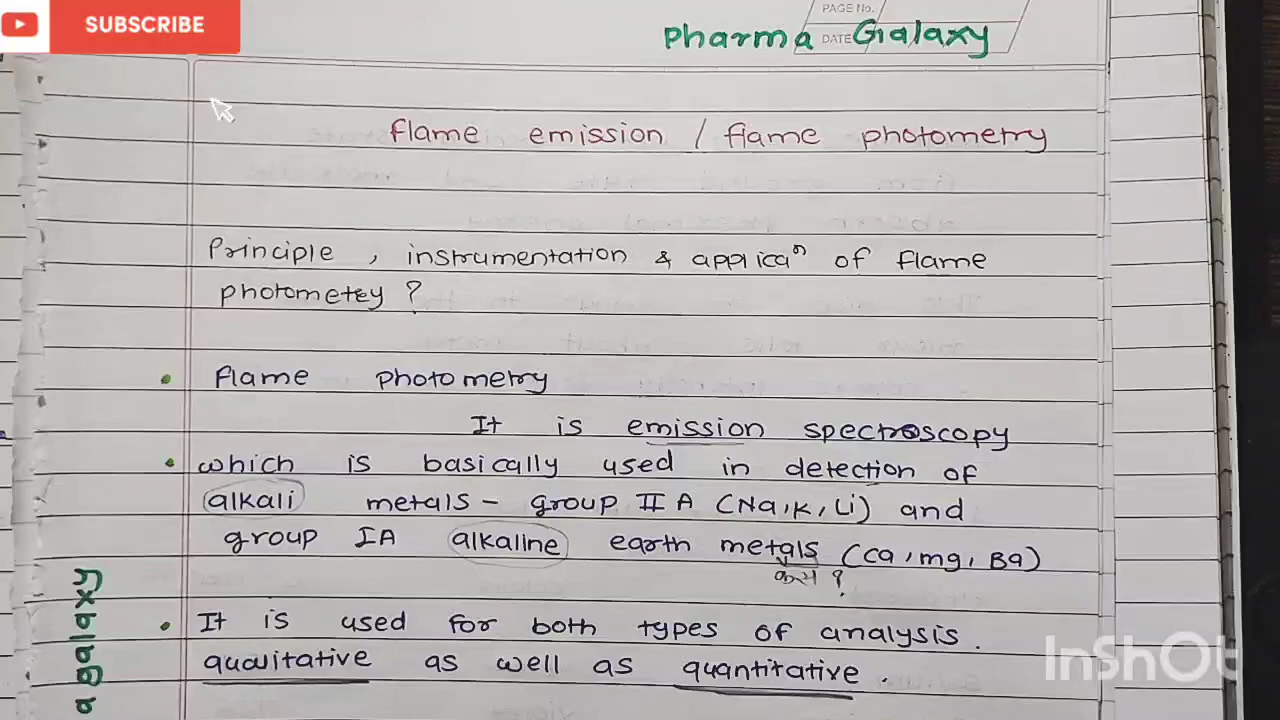 SUBSCRIBE
PAGE No.
DATE
Pharma Galaxy
flame emission / flame photometry
Principle, instrumentation & applicaⁿ of flame
photometey ?
• flame photometry
It is emission spectroscopy
• which is basically used in detection of
alkali metals - group II A (Na, K, Li) and
group IA alkaline earth metals (ca, mg, Ba)
कैसे ?
• It is used for both types of analysis.
quavitative as well as quantitative.
a galaxy
InShOt